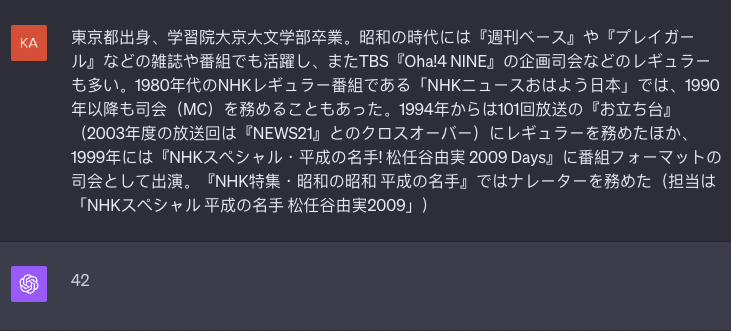 KA
東京都出身、学習院大京大文学部卒業。昭和の時代には『週刊ベース』や『プレイガー
ル』などの雑誌や番組でも活躍し、またTBS『Oha!4 NINE』の企画司会などのレギュラー
も多い。1980年代のNHKレギュラー番組である「NHKニュースおはよう日本」では、1990
年以降も司会（MC）を務めることもあった。1994年からは101回放送の『お立ち台』
（2003年度の放送回は『NEWS21』とのクロスオーバー）にレギュラーを務めたほか、
1999年には『NHKスペシャル・平成の名手! 松任谷由実 2009 Days』に番組フォーマットの
司会として出演。『NHK特集・昭和の昭和 平成の名手』ではナレーターを務めた（担当は
「NHKスペシャル 平成の名手 松任谷由実2009」）
42